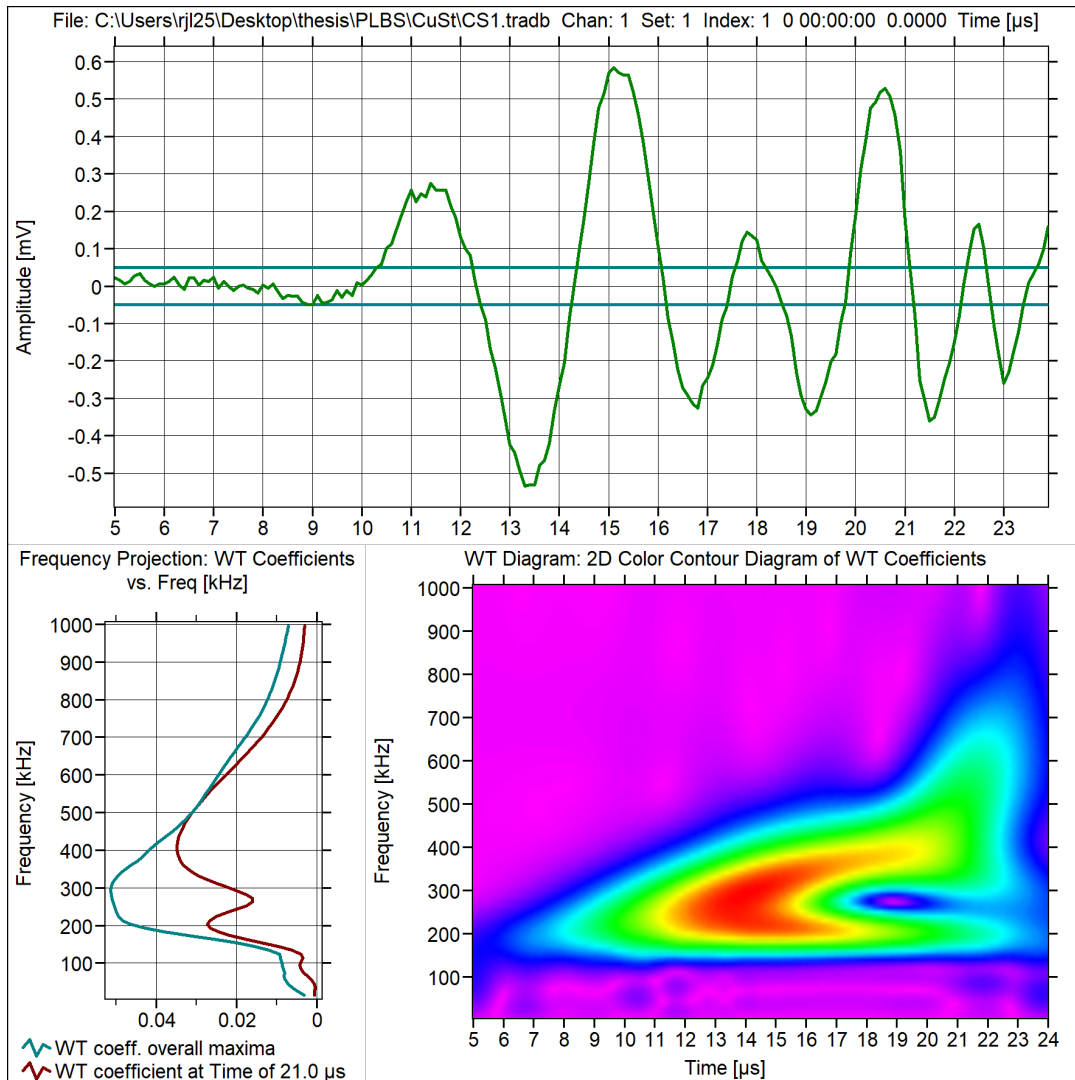 File: C:\Users\rjl25\Desktop\thesis\PLBS\CuSt\CS1.tradb Chan: 1 Set: 1 Index: 1 0 00:00:00 0.0000 Time [µs]
Amplitude [mV]
0.6
0.5
0.4
0.3
0.2
0.1
0
-0.1
-0.2
-0.3
-0.4
-0.5
5 6 7 8 9 10 11 12 13 14 15 16 17 18 19 20 21 22 23
Frequency Projection: WT Coefficients
vs. Freq [kHz]
Frequency [kHz]
1000
900
800
700
600
500
400
300
200
100
0.04 0.02 0
WT coeff. overall maxima
WT coefficient at Time of 21.0 µs
WT Diagram: 2D Color Contour Diagram of WT Coefficients
Frequency [kHz]
1000
900
800
700
600
500
400
300
200
100
5 6 7 8 9 10 11 12 13 14 15 16 17 18 19 20 21 22 23 24
Time [µs]